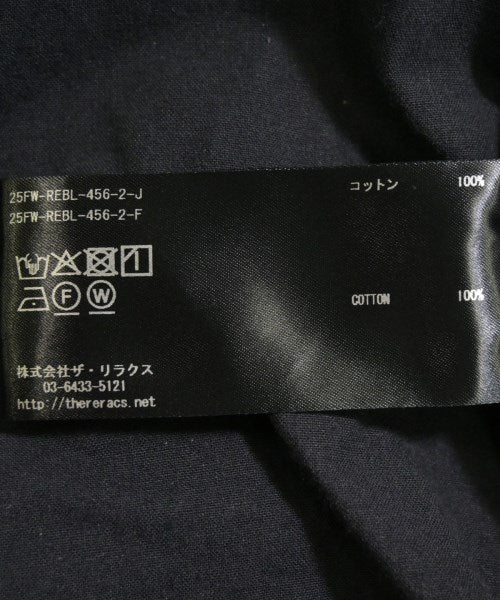 25FW-REBL-456-2-J
25FW-REBL-456-2-F
コットン 100%
COTTON 100%
F W
株式会社ザ・リラクス
03-6433-5121
http://thereracs.net